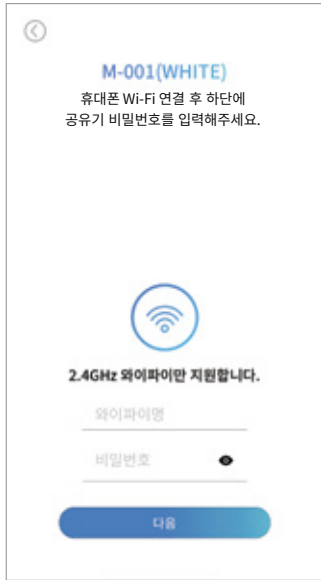 M-001(WHITE)
휴대폰 Wi-Fi 연결 후 하단에
공유기 비밀번호를 입력해주세요.
2.4GHz 와이파이만 지원합니다.
와이파이명
비밀번호
다음